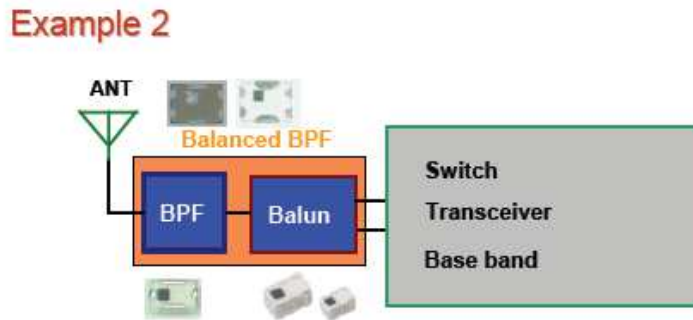 Example 2
ANT
Balanced BPF
BPF
Balun
Switch
Transceiver
Base band